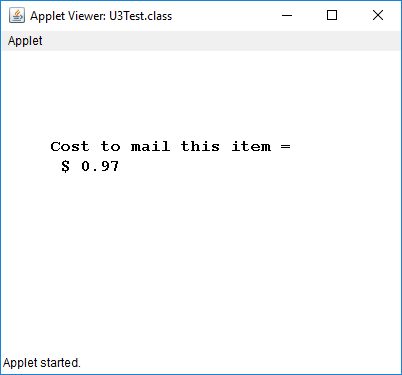 Applet Viewer: U3Test.class
Applet
Cost to mail this item =
$ 0.97
Applet started.